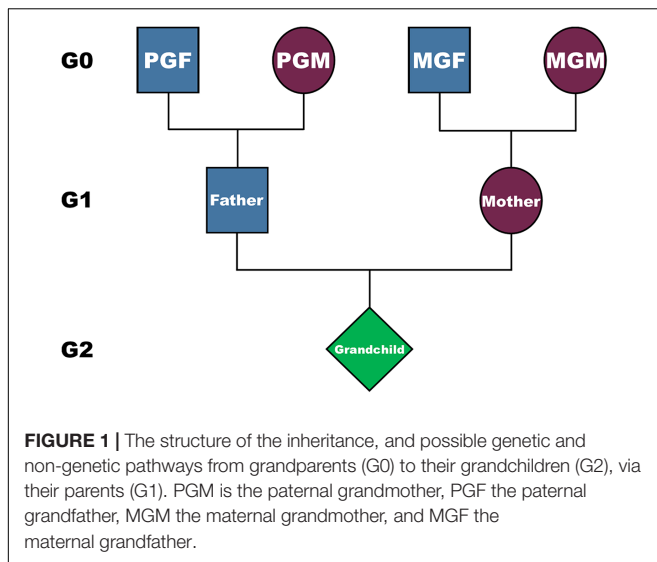 G0 PGF PGM MGF MGM
G1 Father Mother
G2 Grandchild
FIGURE 1 | The structure of the inheritance, and possible genetic and
non-genetic pathways from grandparents (G0) to their grandchildren (G2), via
their parents (G1). PGM is the paternal grandmother, PGF the paternal
grandfather, MGM the maternal grandmother, and MGF the
maternal grandfather.